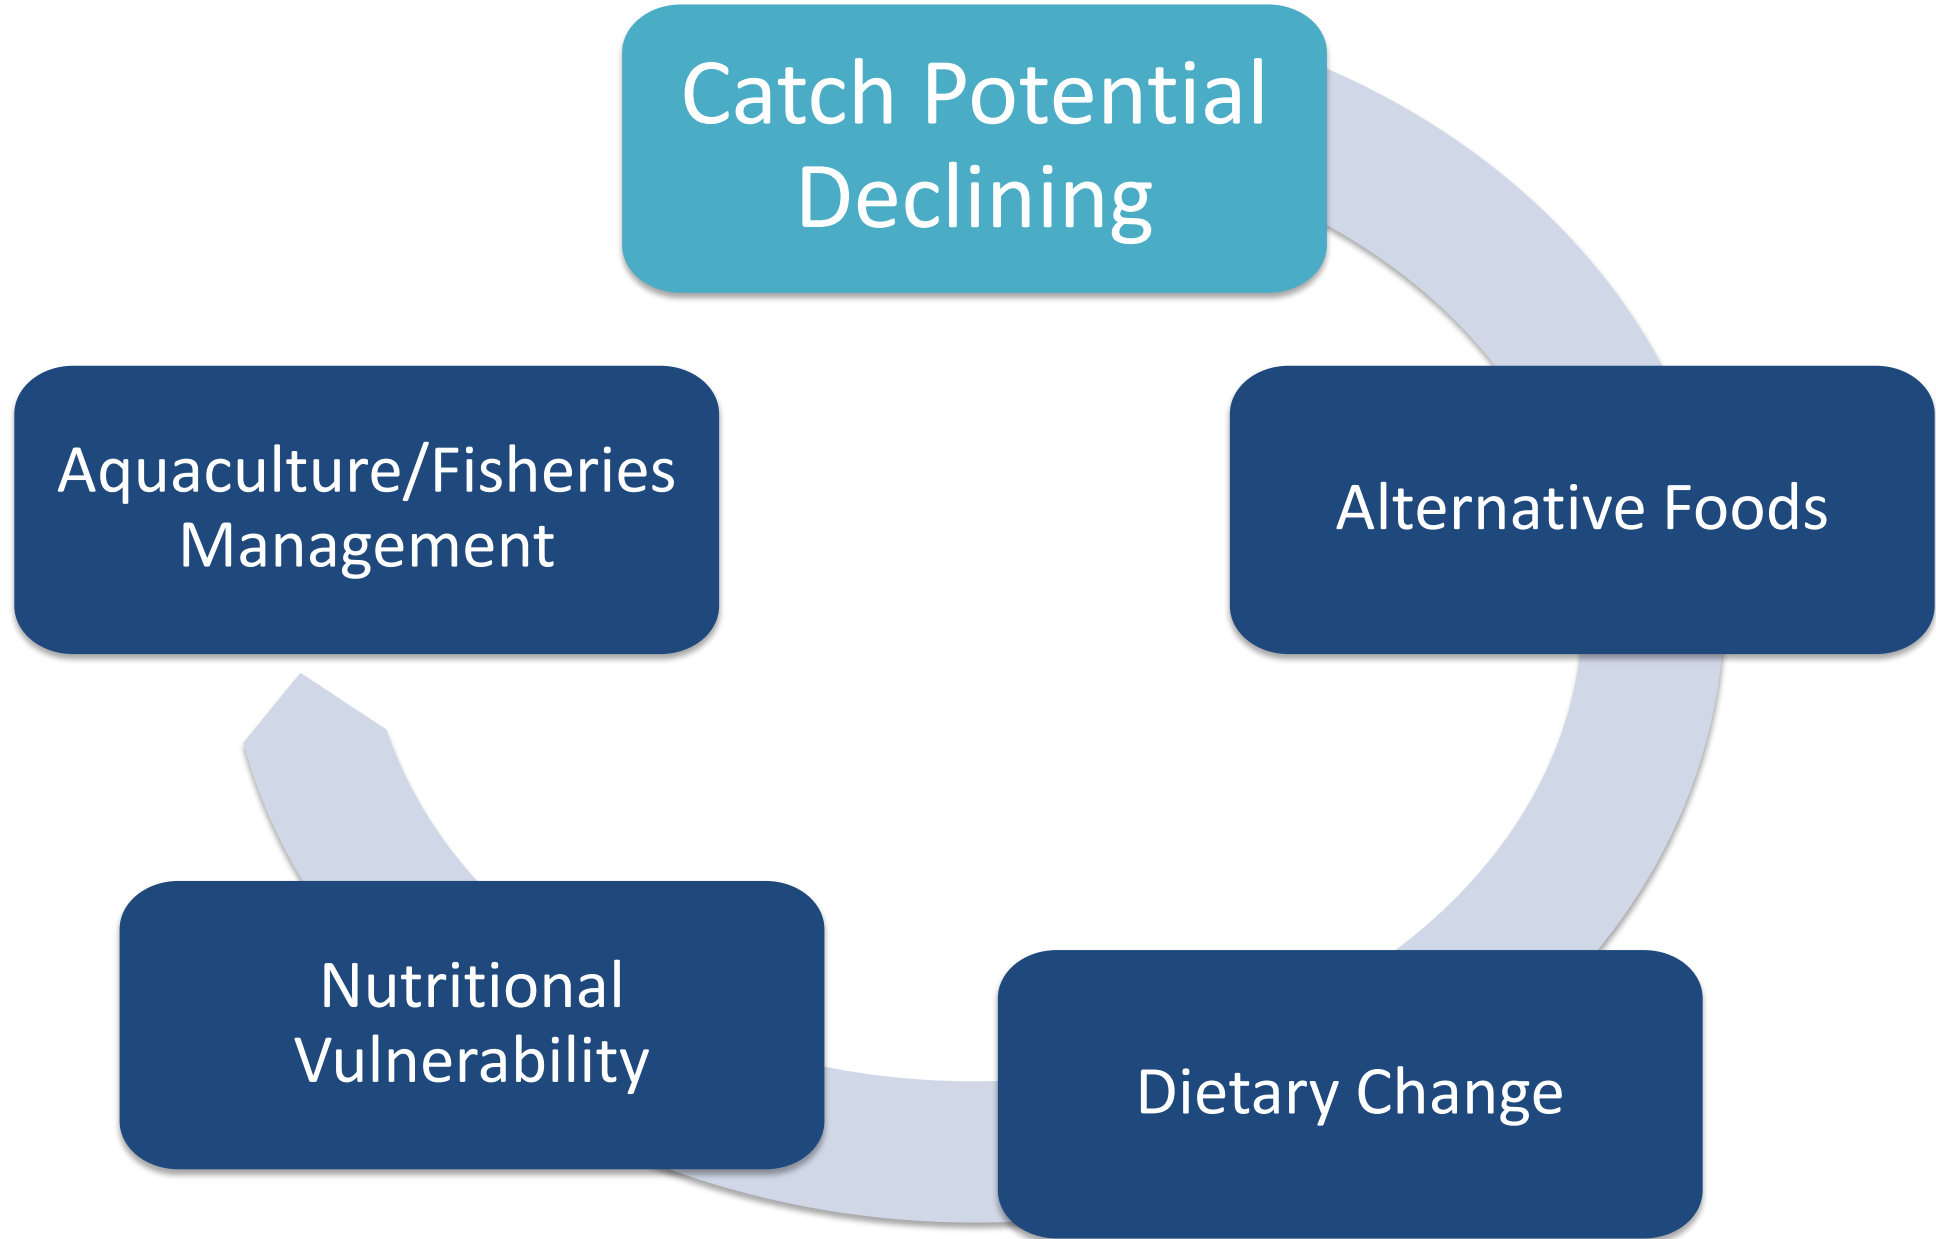 Catch Potential
Declining
Alternative Foods
Dietary Change
Nutritional
Vulnerability
Aquaculture/Fisheries
Management